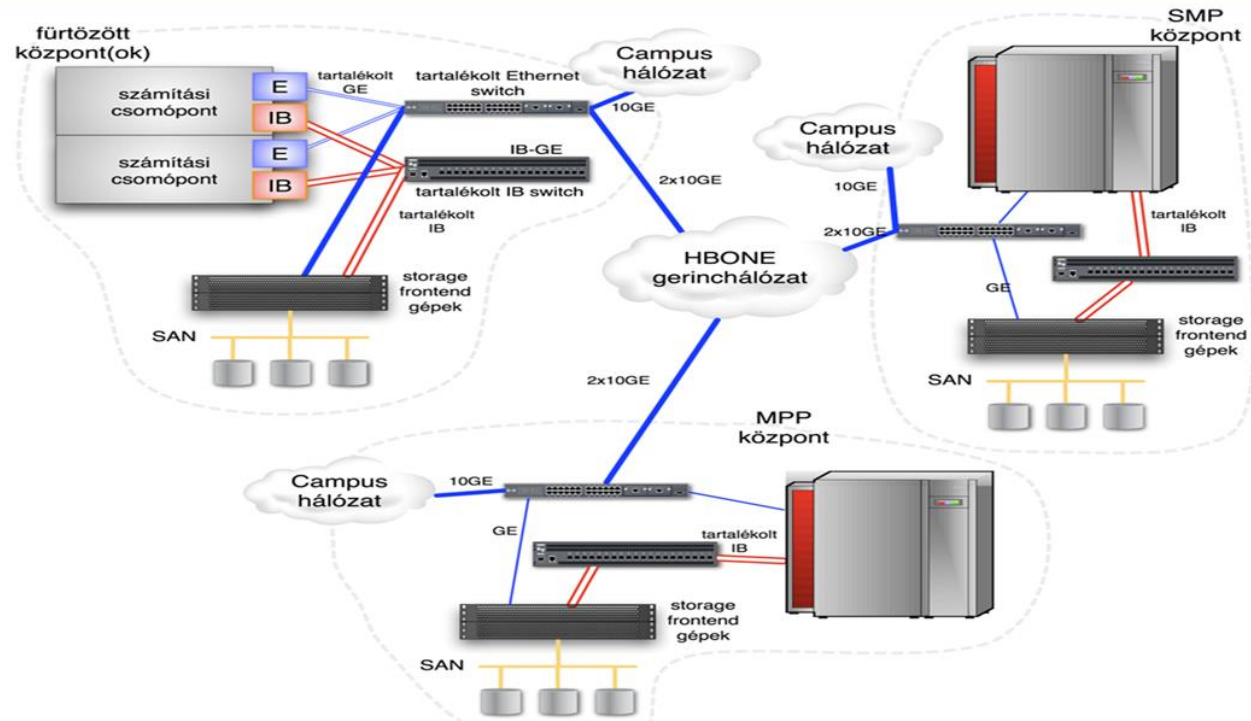 fürtözött
központ(ok)
számítási
csomópont
E
IB
számítási
csomópont
E
IB
tartalékolt
GE
tartalékolt Ethernet
switch
Campus
hálózat
10GE
IB-GE
tartalékolt IB switch
tartalékolt
IB
2x10GE
storage
frontend
gépek
SAN
SMP
központ
Campus
hálózat
10GE
2x10GE
tartalékolt
IB
GE
storage
frontend
gépek
SAN
HBONE
gerinchálózat
2x10GE
MPP
központ
Campus
hálózat
10GE
GE
tartalékolt
IB
storage
frontend
gépek
SAN